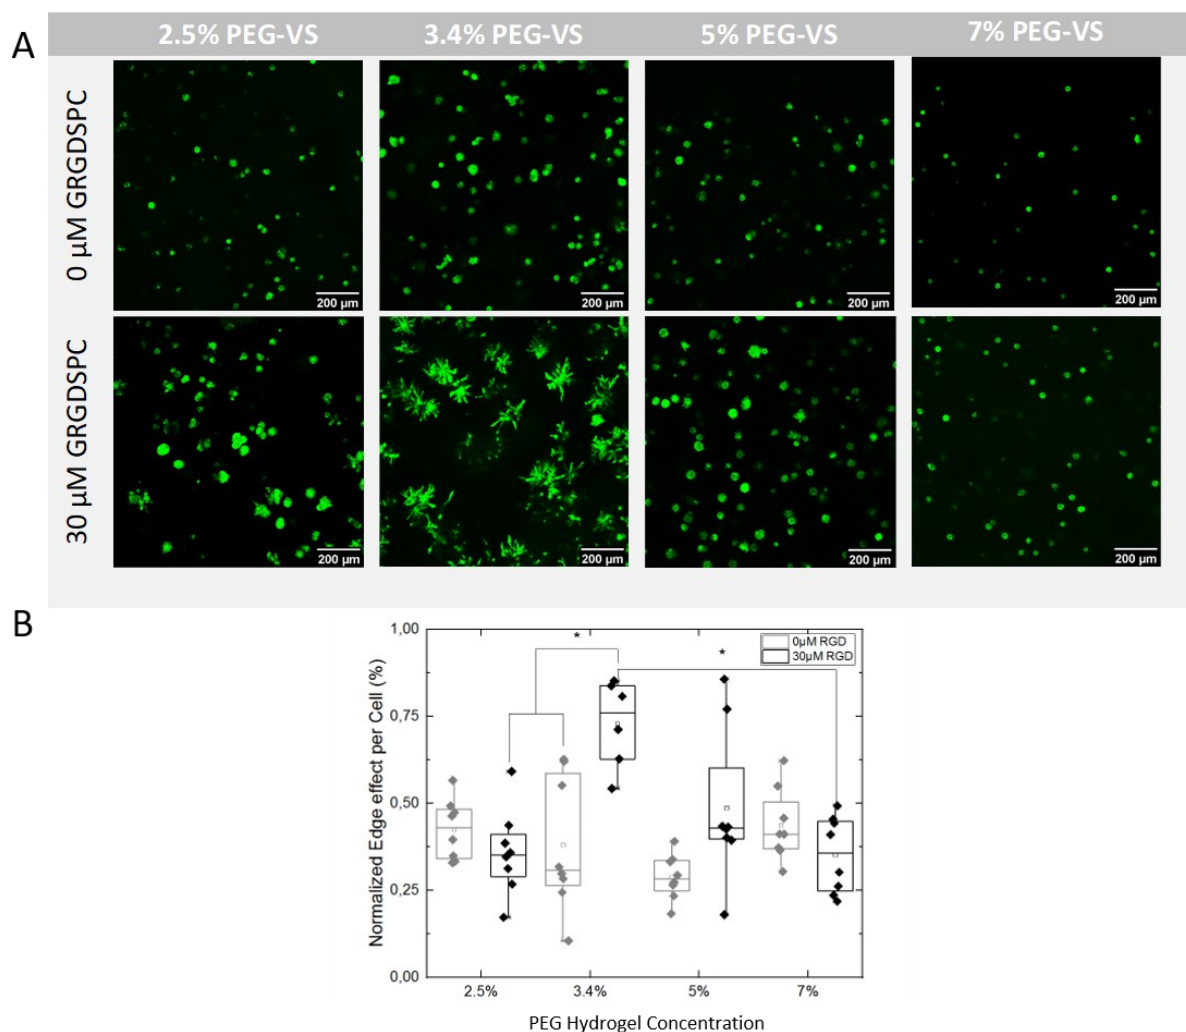 A
2.5% PEG-VS 3.4% PEG-VS 5% PEG-VS 7% PEG-VS
0 µM GRGDSPC
200 µm 200 µm 200 µm 200 µm
30 µM GRGDSPC
200 µm 200 µm 200 µm 200 µm
B
Normalized Edge effect per Cell (%)
1,00
0,75
0,50
0,25
0,00
* *
0µM RGD
30µM RGD
2.5% 3.4% 5% 7%
PEG Hydrogel Concentration